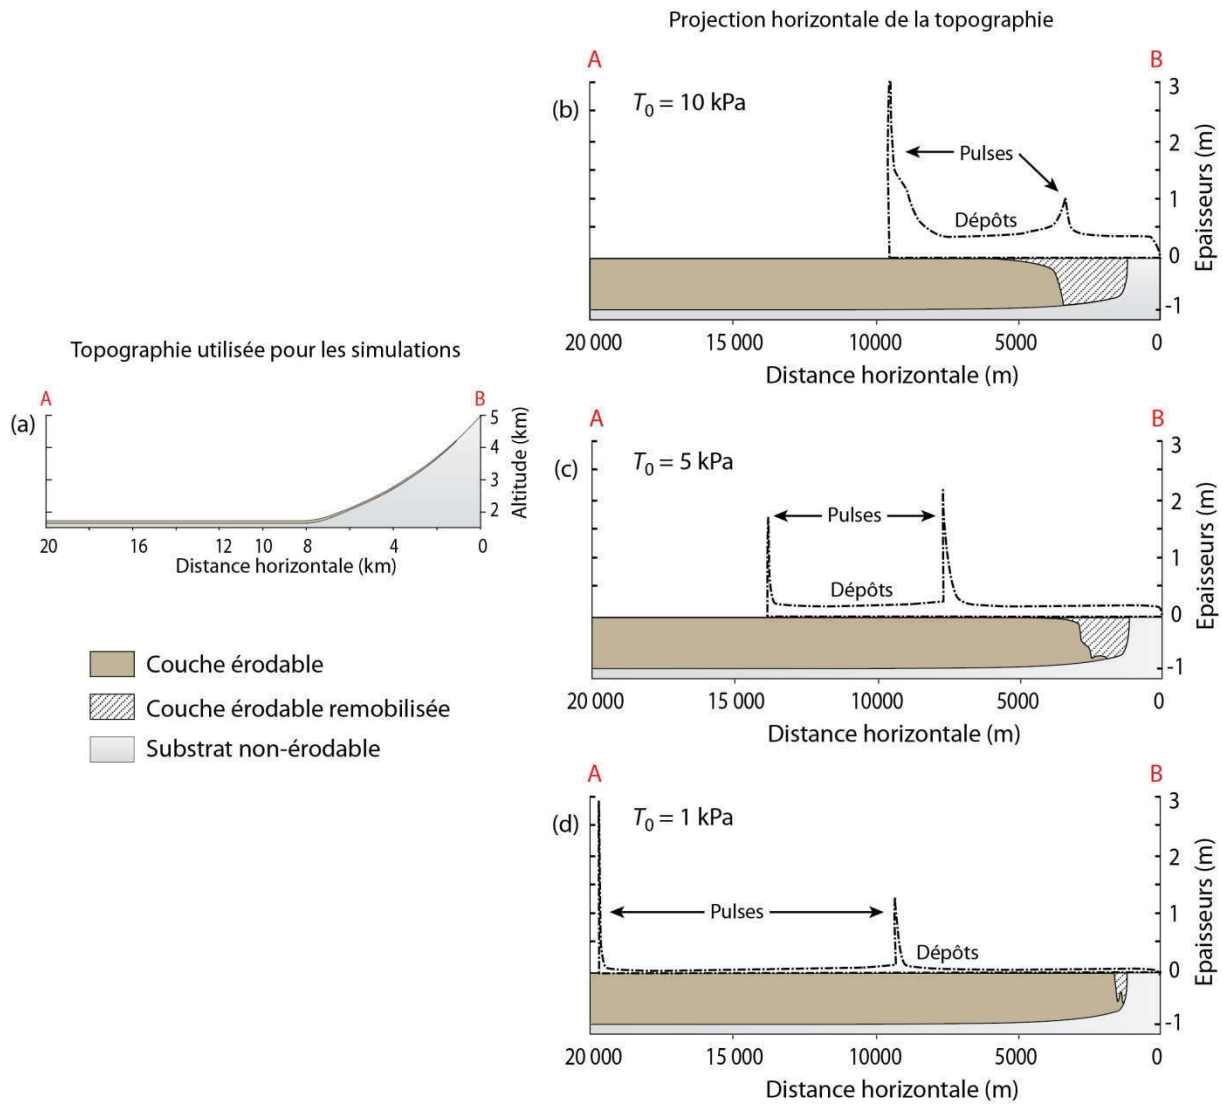 Projection horizontale de la topographie
A B
(b) T0 = 10 kPa
Pulses
Dépôts
3
2
1
0
-1
Epaisseurs (m)
20 000 15 000 10000 5000 0
Distance horizontale (m)
Topographie utilisée pour les simulations
A B
(a)
5
4
3
2
Altitude (km)
20 16 12 10 8 4 0
Distance horizontale (km)
Couche érodable
Couche érodable remobilisée
Substrat non-érodable
A B
(c) T0 = 5 kPa
Pulses
Dépôts
3
2
1
0
-1
Epaisseurs (m)
20 000 15 000 10000 5000 0
Distance horizontale (m)
A B
(d) T0 = 1 kPa
Pulses
Dépôts
3
2
1
0
-1
Epaisseurs (m)
20 000 15 000 10000 5000 0
Distance horizontale (m)